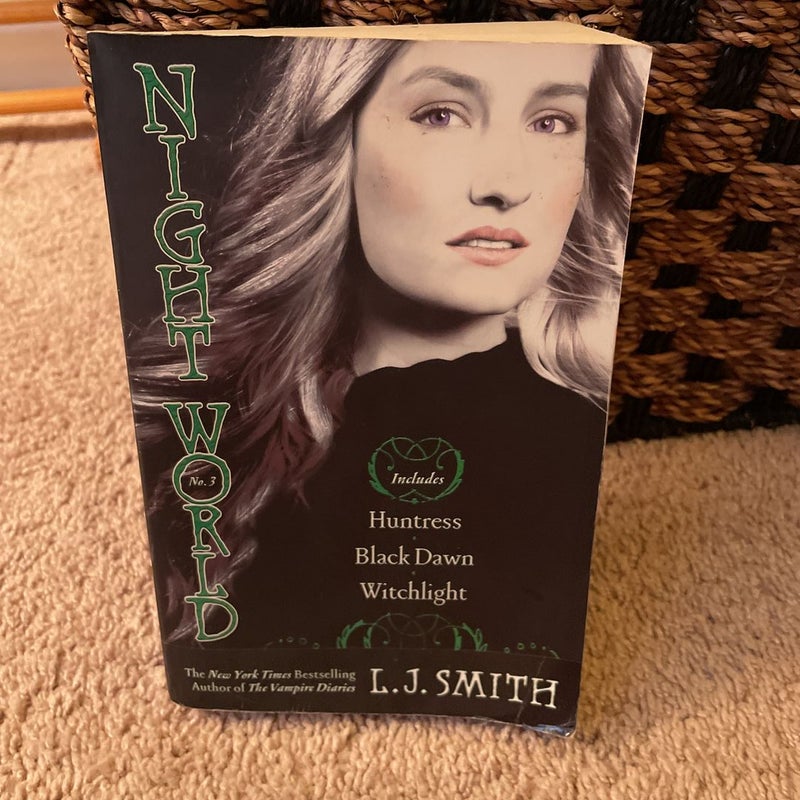 NIGHT WORLD
No. 3
Includes
Huntress
Black Dawn
Witchlight
The New York Times Bestselling
Author of The Vampire Diaries
L.J. SMITH